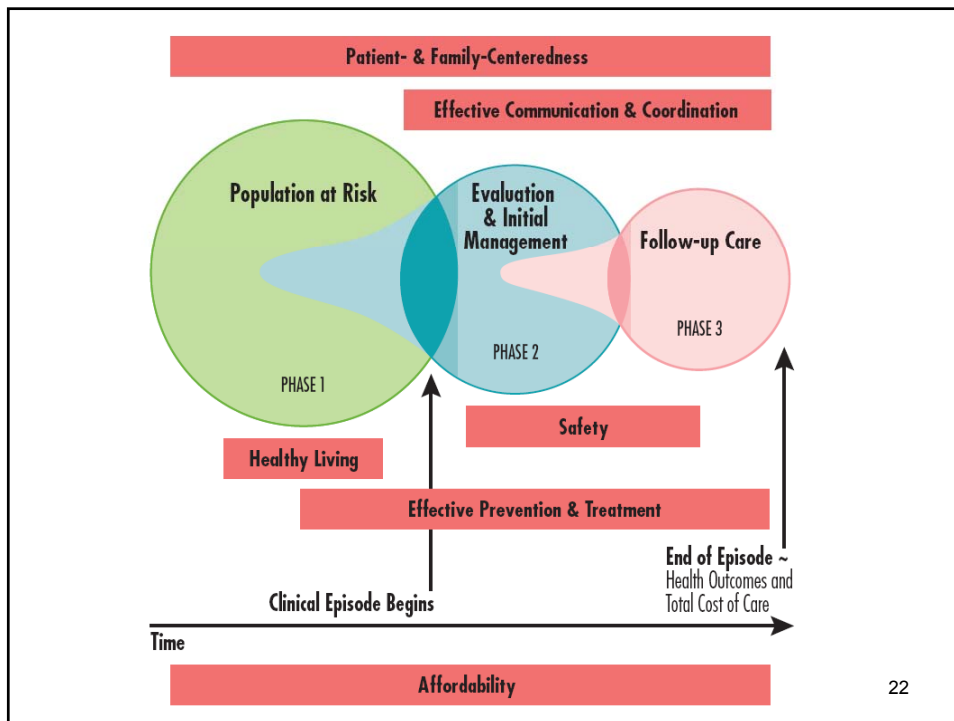 Patient- & Family-Centeredness
Effective Communication & Coordination
Population at Risk
Evaluation
& Initial
Management
Follow-up Care
PHASE 1
PHASE 2
PHASE 3
Safety
Healthy Living
Effective Prevention & Treatment
Clinical Episode Begins
End of Episode ~
Health Outcomes and
Total Cost of Care
Time
Affordability
22